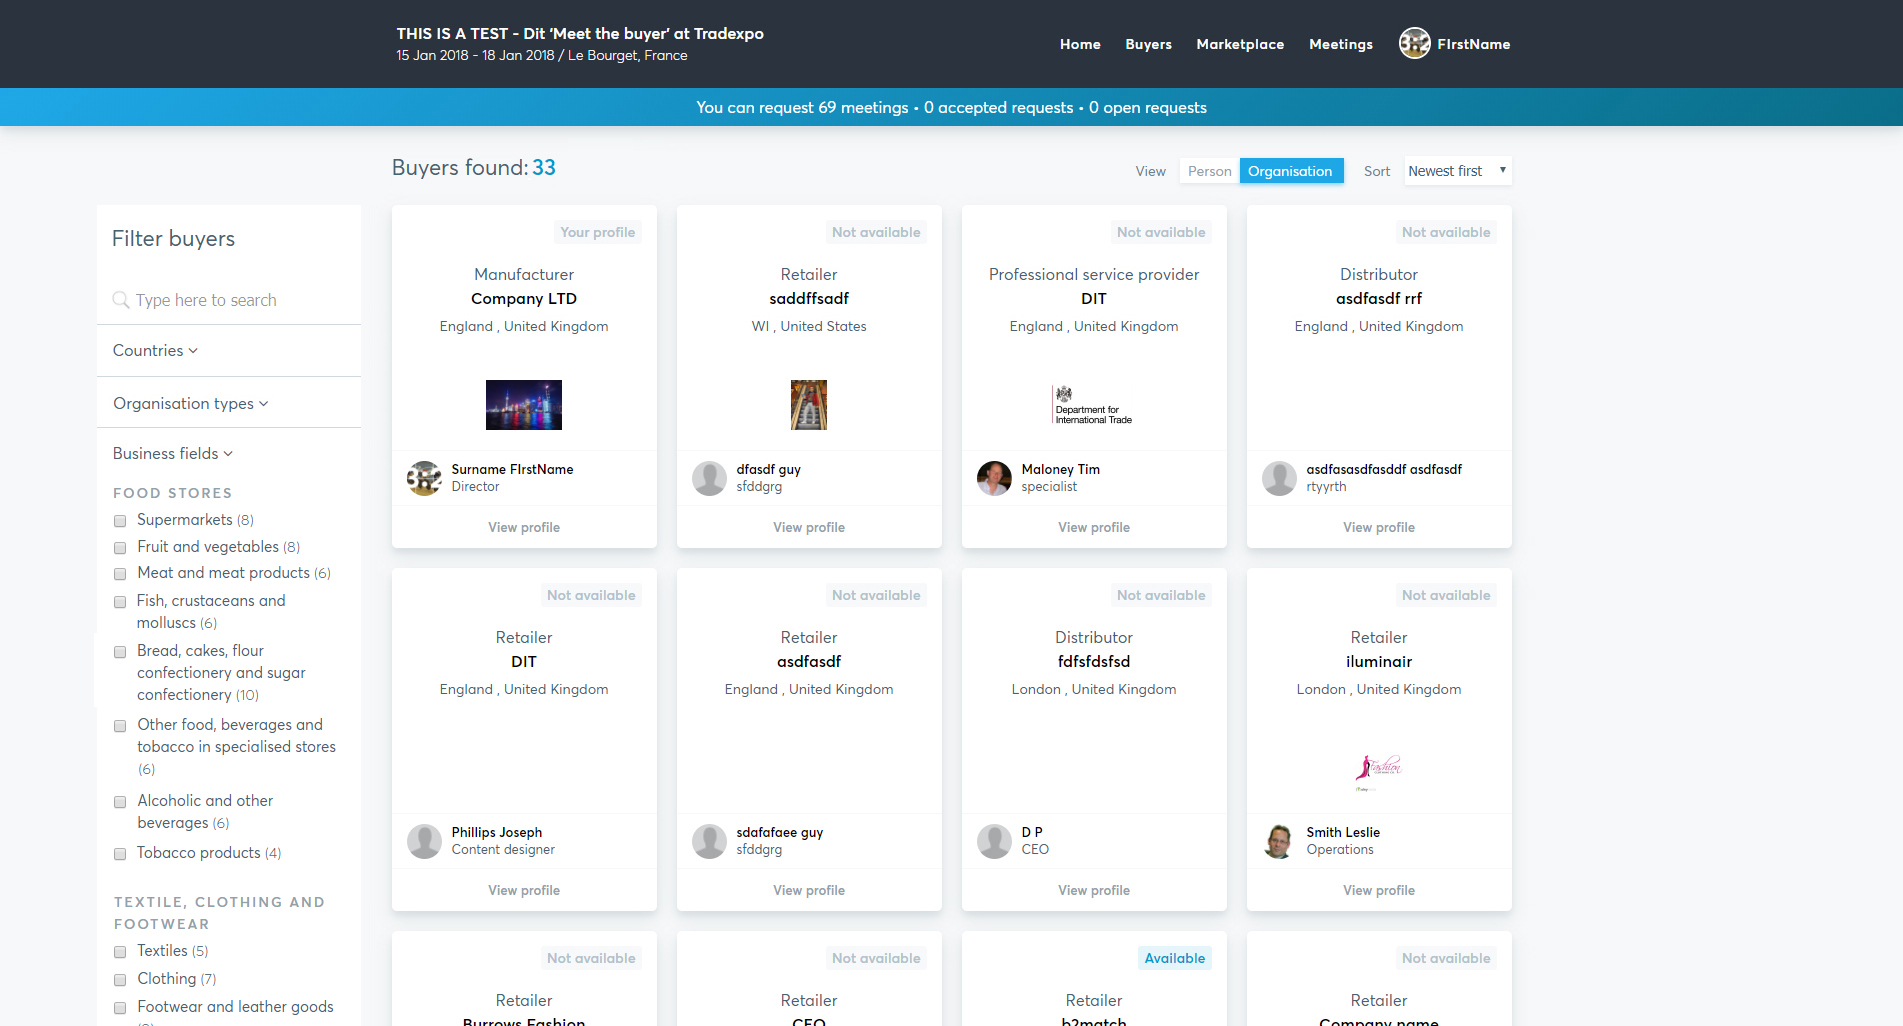 THIS IS A TEST - Dit 'Meet the buyer' at Tradexpo
15 Jan 2018 - 18 Jan 2018 / Le Bourget, France
Home Buyers Marketplace Meetings FIrstName
You can request 69 meetings • 0 accepted requests • 0 open requests
Buyers found: 33
View Person Organisation Sort Newest first
Filter buyers
Type here to search
Countries
Organisation types
Business fields
FOOD STORES
Supermarkets (8)
Fruit and vegetables (8)
Meat and meat products (6)
Fish, crustaceans and
molluscs (6)
Bread, cakes, flour
confectionery and sugar
confectionery (10)
Other food, beverages and
tobacco in specialised stores
(6)
Alcoholic and other
beverages (6)
Tobacco products (4)
TEXTILE, CLOTHING AND
FOOTWEAR
Textiles (5)
Clothing (7)
Footwear and leather goods
Your profile
Manufacturer
Company LTD
England , United Kingdom
Surname FIrstName
Director
View profile
Not available
Retailer
saddffsadf
WI , United States
dfasdf guy
sfddgrg
View profile
Not available
Professional service provider
DIT
England , United Kingdom
Department for
International Trade
Maloney Tim
specialist
View profile
Not available
Distributor
asdfasdf rrf
England , United Kingdom
asdfasasdfasddf asdfasdf
rtyyrth
View profile
Not available
Retailer
DIT
England , United Kingdom
Phillips Joseph
Content designer
View profile
Not available
Retailer
asdfasdf
England , United Kingdom
sdafafaee guy
sfddgrg
View profile
Not available
Distributor
fdfsfdsfsd
London , United Kingdom
D P
CEO
View profile
Not available
Retailer
iluminair
London , United Kingdom
Fashion
Smith Leslie
Operations
View profile
Not available
Retailer
Burrows Fashion
Not available
Retailer
CEO
Available
Retailer
b2match
Not available
Retailer
Company name